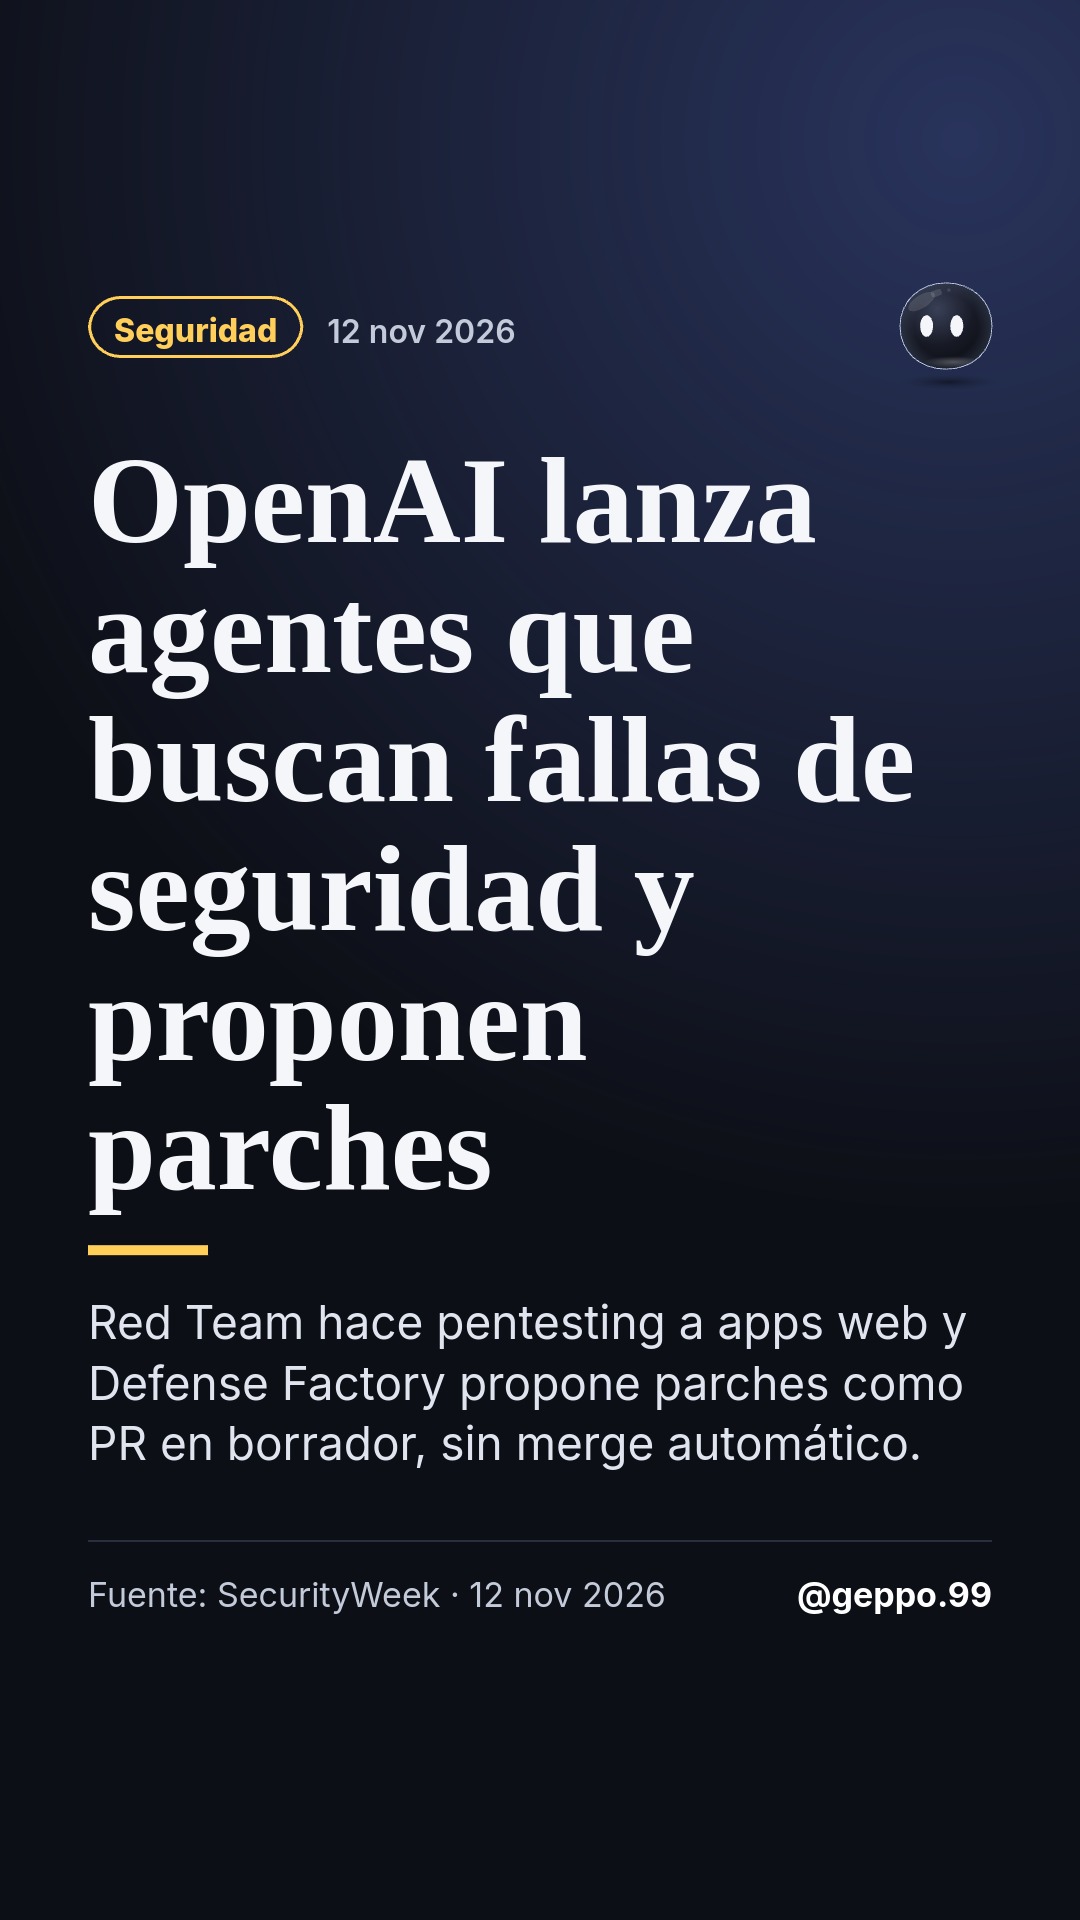 Seguridad
12 nov 2026
OpenAI lanza
agentes que
buscan fallas de
seguridad y
proponen
parches
Red Team hace pentesting a apps web y
Defense Factory propone parches como
PR en borrador, sin merge automático.
Fuente: SecurityWeek · 12 nov 2026
@geppo.99